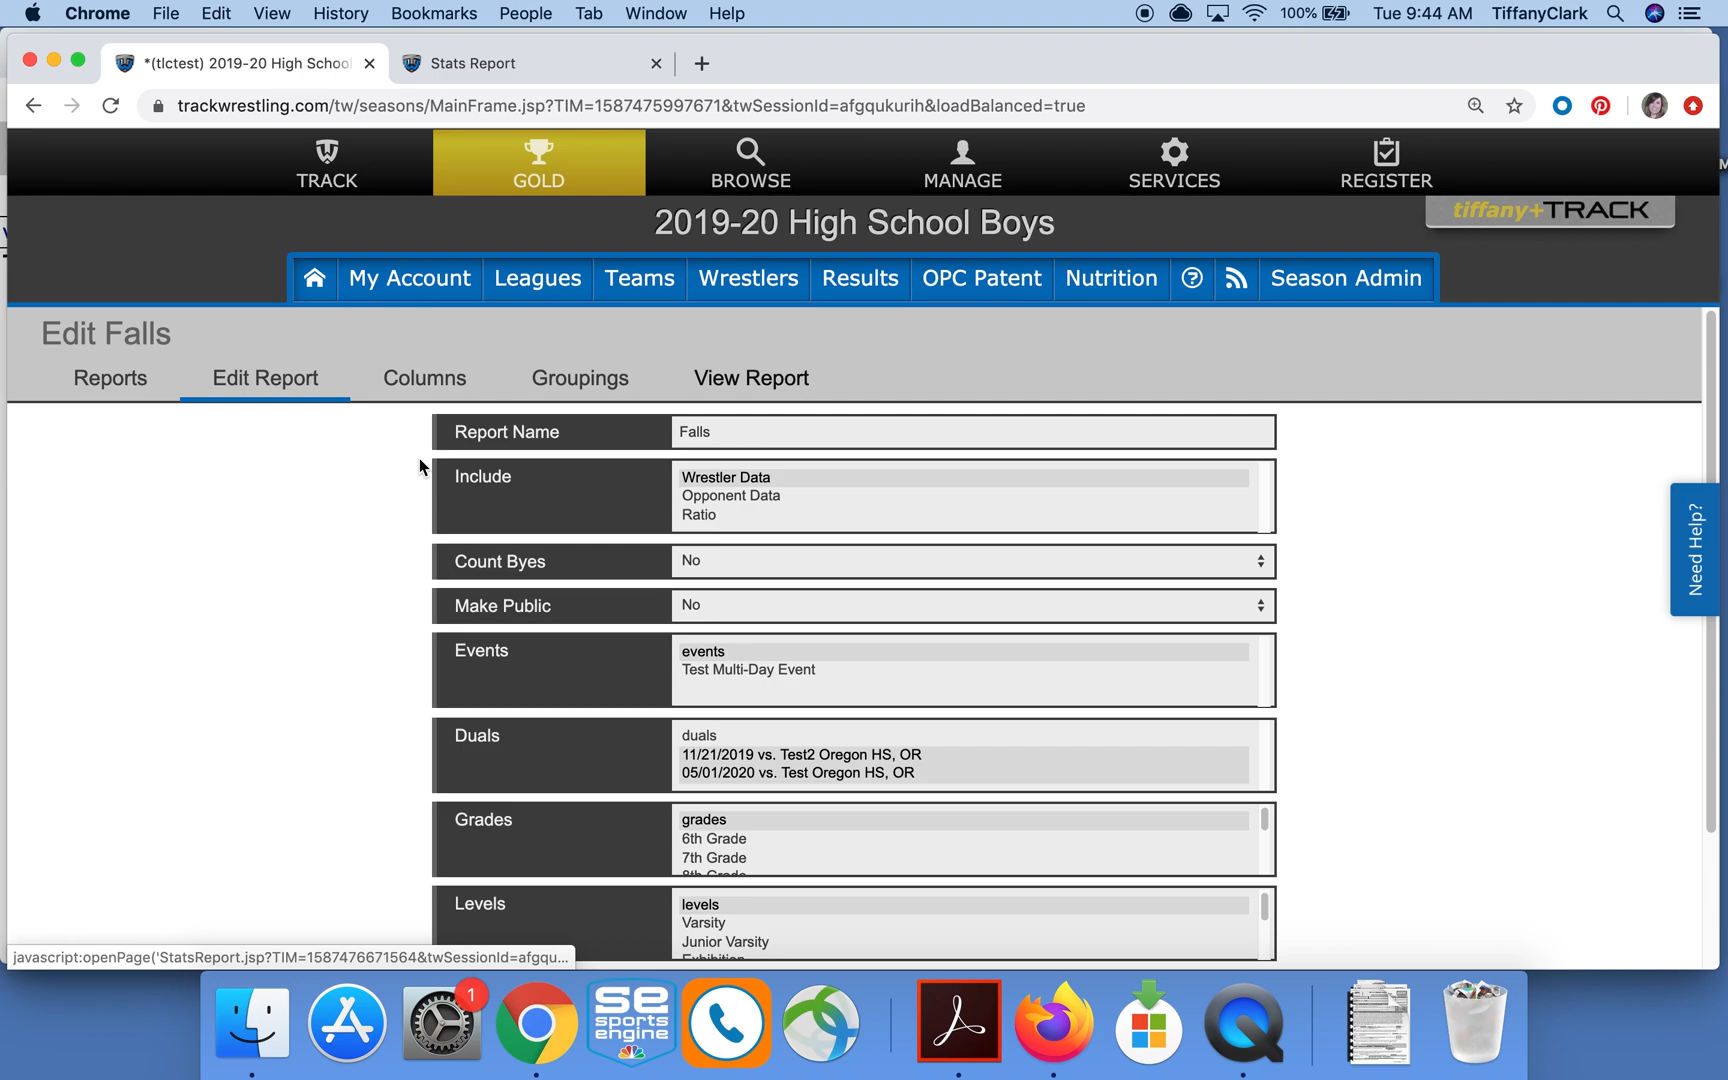 Chrome File Edit View History Bookmarks People Tab Window Help 100% Tue 9:44 AM TiffanyClark
*(tlctest) 2019-20 High School Stats Report
trackwrestling.com/tw/seasons/MainFrame.jsp?TIM=1587475997671&twSessionId=afgqukurih&loadBalanced=true
TRACK GOLD BROWSE MANAGE SERVICES REGISTER
tiffany+TRACK
2019-20 High School Boys
My Account Leagues Teams Wrestlers Results OPC Patent Nutrition Season Admin
Edit Falls
Reports Edit Report Columns Groupings View Report
Report Name Falls
Include Wrestler Data
Opponent Data
Ratio
Need Help?
Count Byes No
Make Public No
Events events
Test Multi-Day Event
Duals duals
11/21/2019 vs. Test2 Oregon HS, OR
05/01/2020 vs. Test Oregon HS, OR
Grades grades
6th Grade
7th Grade
8th Grade
Levels levels
Varsity
Junior Varsity
Exhibition
javascript:openPage('StatsReport.jsp?TIM=1587476671564&twSessionId=afgqu...
1
se
sports
engine